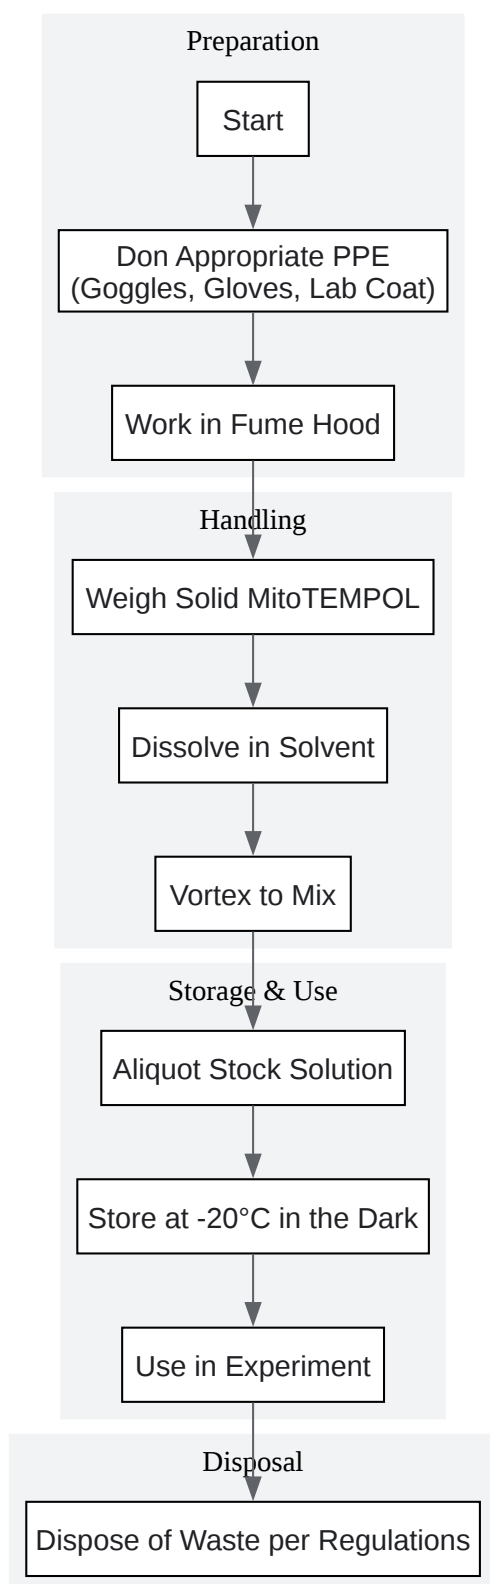 Preparation
Start
Don Appropriate PPE
(Goggles, Gloves, Lab Coat)
Work in Fume Hood
Handling
Weigh Solid MitoTEMPOL
Dissolve in Solvent
Vortex to Mix
Storage & Use
Aliquot Stock Solution
Store at -20°C in the Dark
Use in Experiment
Disposal
Dispose of Waste per Regulations